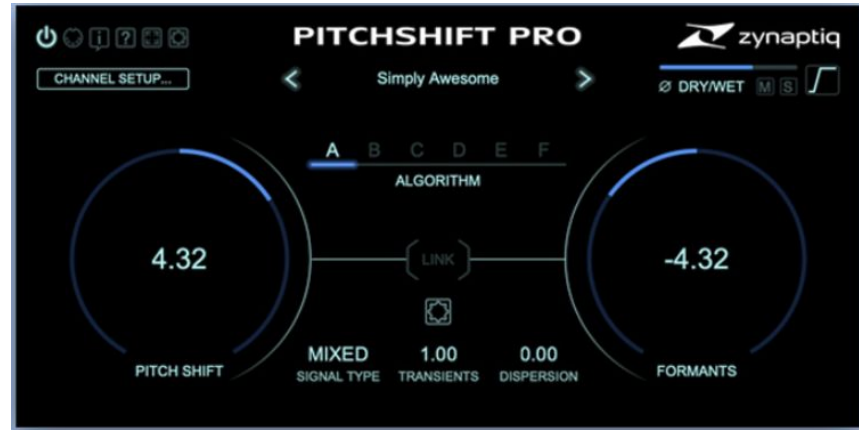 PITCHSHIFT PRO
zynaptiq
CHANNEL SETUP...
Simply Awesome
Ø DRY/WET M S
A B C D E F
ALGORITHM
4.32
LINK
-4.32
MIXED 1.00 0.00
SIGNAL TYPE TRANSIENTS DISPERSION
PITCH SHIFT
FORMANTS